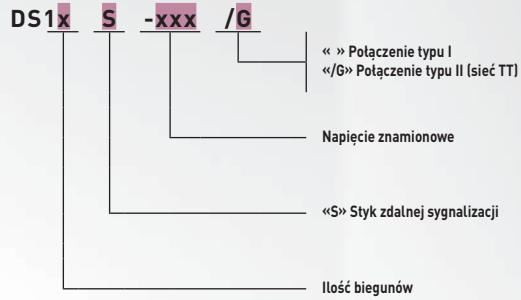 DS1x S -xxx /G
« » Połączenie typu I
«/G» Połączenie typu II (sieć TT)
Napięcie znamionowe
«S» Styk zdalnej sygnalizacji
Ilość biegunów